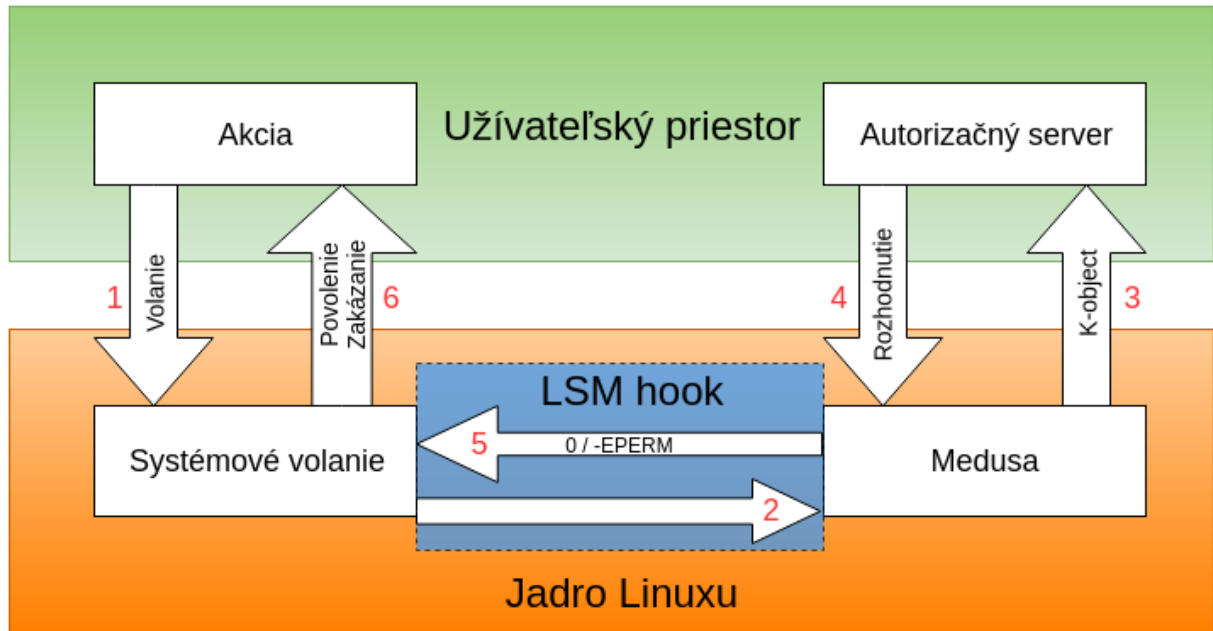 Užívateľský priestor
Akcia
Autorizačný server
1
Volanie
Povolenie
Zakázanie
6
4
Rozhodnutie
K-object
3
LSM hook
5
0 / -EPERM
2
Systémové volanie
Medusa
Jadro Linuxu